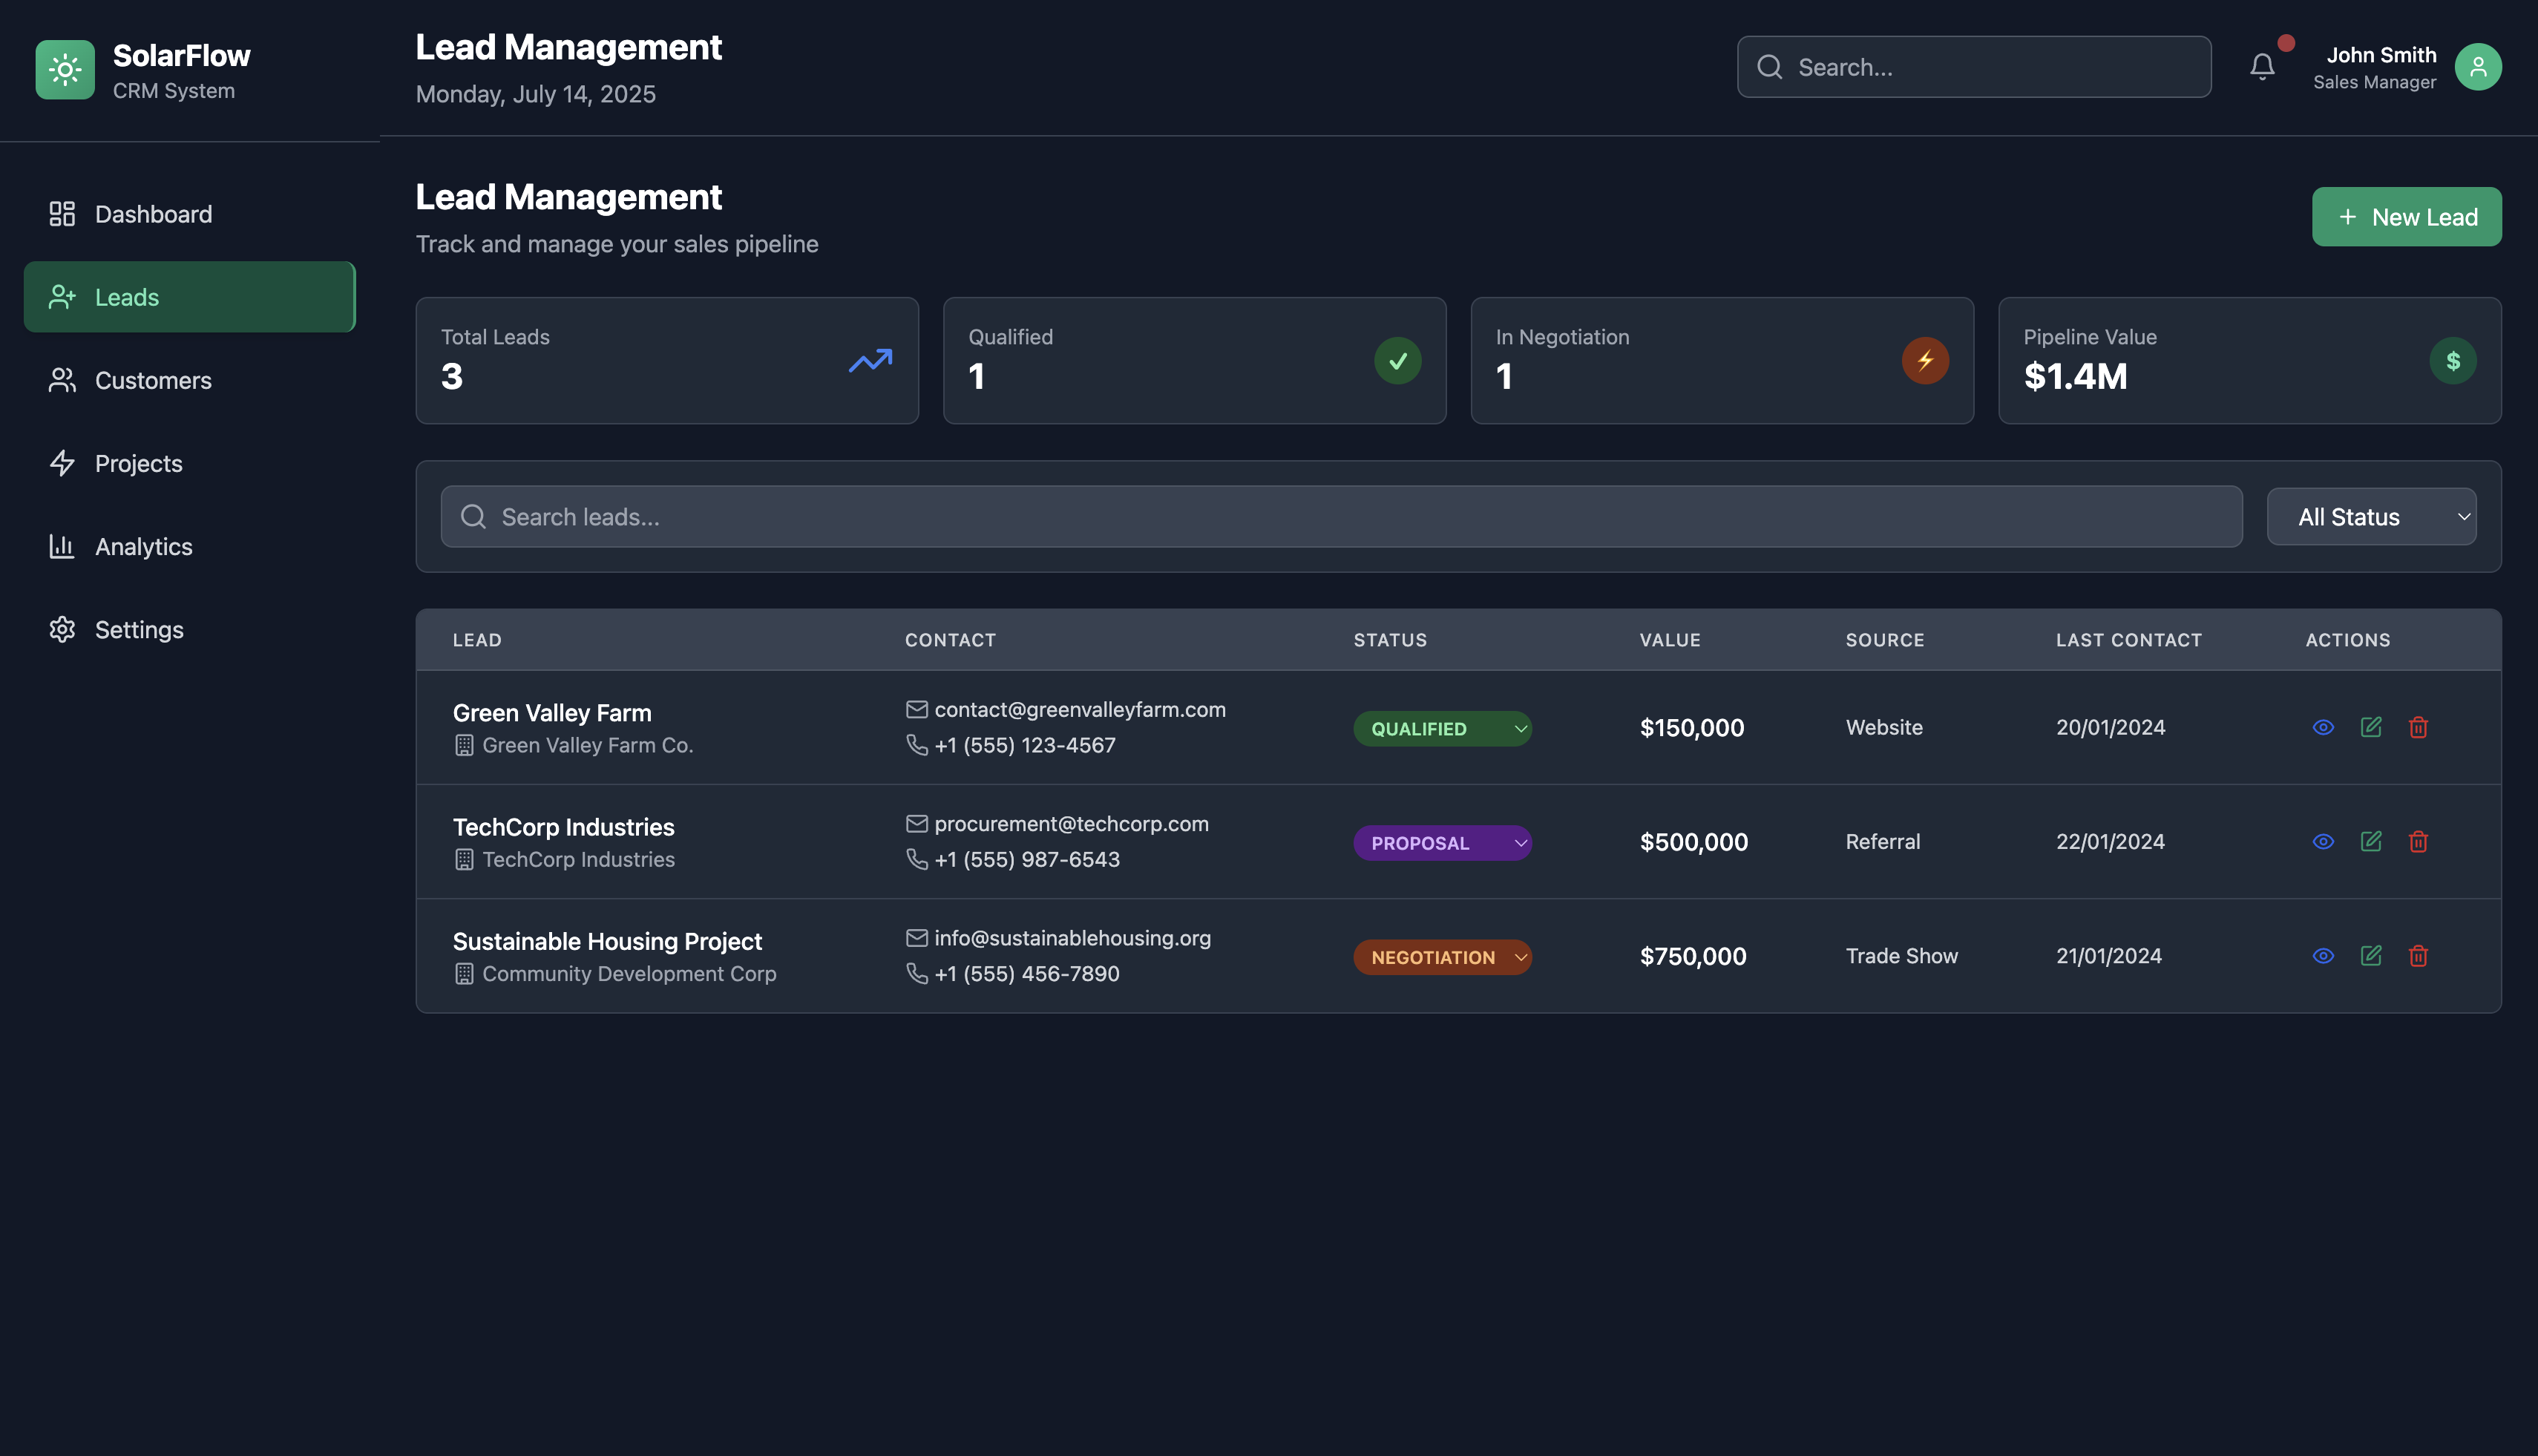 SolarFlow
CRM System
Dashboard
Leads
Customers
Projects
Analytics
Settings
Lead Management
Monday, July 14, 2025
Search...
John Smith
Sales Manager
Lead Management
Track and manage your sales pipeline
+ New Lead
Total Leads
3
Qualified
1
In Negotiation
1
Pipeline Value
$1.4M
$
Search leads...
All Status
LEAD CONTACT STATUS VALUE SOURCE LAST CONTACT ACTIONS
Green Valley Farm
Green Valley Farm Co.
contact@greenvalleyfarm.com
+1 (555) 123-4567
QUALIFIED
$150,000
Website
20/01/2024
TechCorp Industries
TechCorp Industries
procurement@techcorp.com
+1 (555) 987-6543
PROPOSAL
$500,000
Referral
22/01/2024
Sustainable Housing Project
Community Development Corp
info@sustainablehousing.org
+1 (555) 456-7890
NEGOTIATION
$750,000
Trade Show
21/01/2024